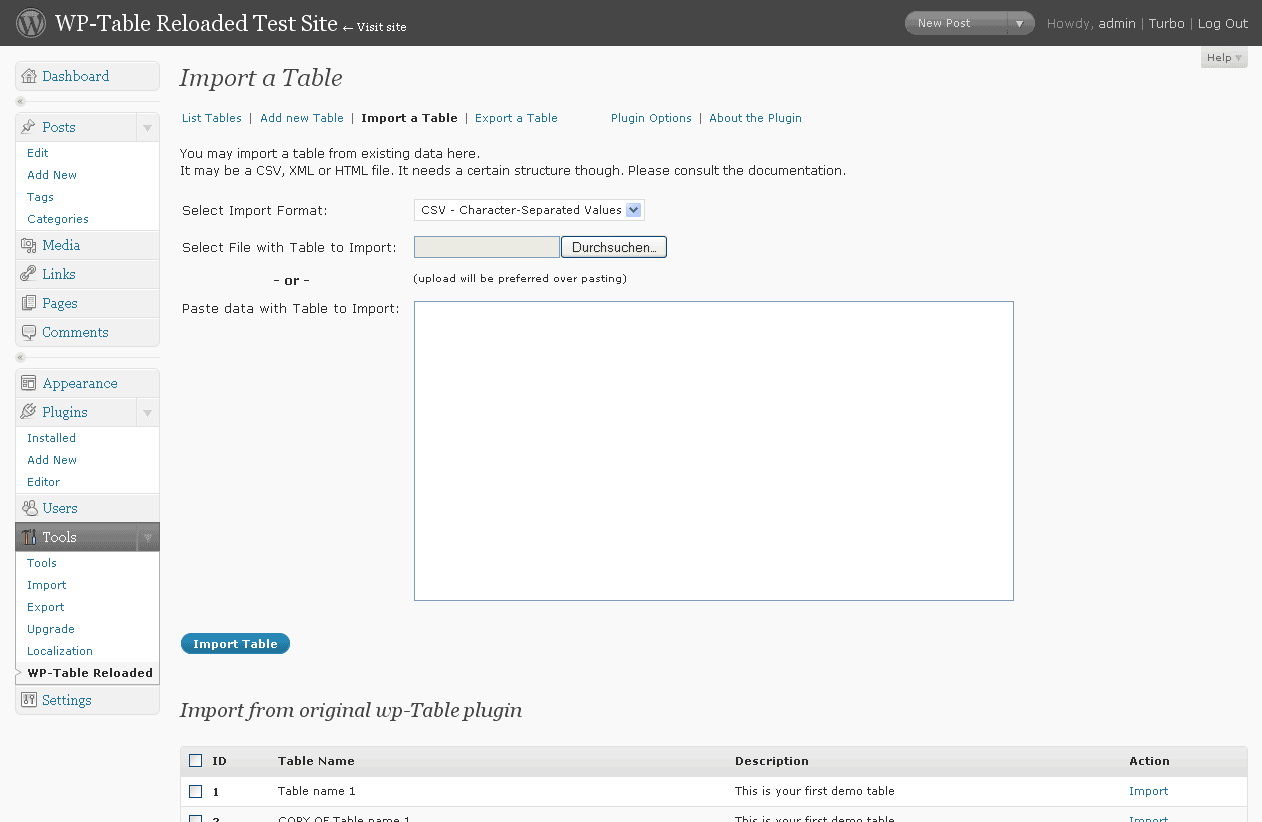 WP-Table Reloaded Test Site ← Visit site
New Post
Howdy, admin | Turbo | Log Out
Help
Dashboard
Posts
Edit
Add New
Tags
Categories
Media
Links
Pages
Comments
Appearance
Plugins
Installed
Add New
Editor
Users
Tools
Tools
Import
Export
Upgrade
Localization
WP-Table Reloaded
Settings
Import a Table
List Tables | Add new Table | Import a Table | Export a Table Plugin Options | About the Plugin
You may import a table from existing data here.
It may be a CSV, XML or HTML file. It needs a certain structure though. Please consult the documentation.
Select Import Format: CSV - Character-Separated Values
Select File with Table to Import: Durchsuchen...
- or - (upload will be preferred over pasting)
Paste data with Table to Import:
Import Table
Import from original wp-Table plugin
ID Table Name Description Action
1 Table name 1 This is your first demo table Import
2 COPY OF Table name 1 This is your first demo table Import